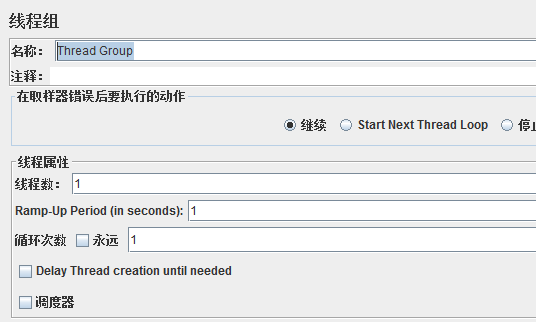 线程组
名称： Thread Group
注释：
在取样器错误后要执行的动作
继续 Start Next Thread Loop 停止
线程属性
线程数： 1
Ramp-Up Period (in seconds): 1
循环次数 永远 1
Delay Thread creation until needed
调度器